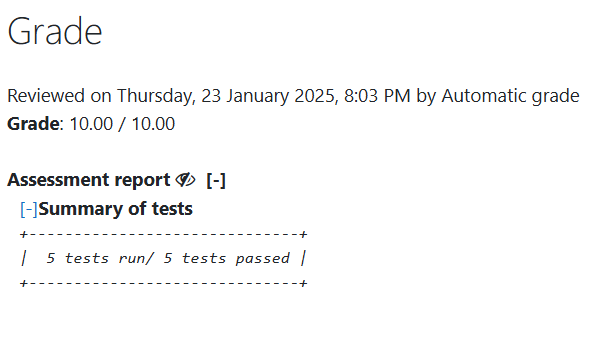 Grade
Reviewed on Thursday, 23 January 2025, 8:03 PM by Automatic grade
Grade: 10.00 / 10.00
Assessment report [-]
[-]Summary of tests
+------------------------------+
|  5 tests run/ 5 tests passed |
+------------------------------+